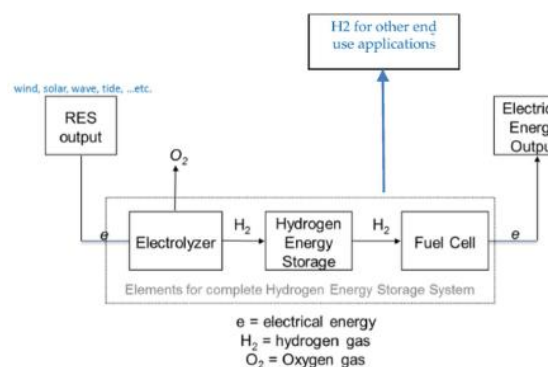 H2 for other end
use applications
wind, solar, wave, tide, ...etc.
RES
output
Electric
Energ
Outpu
O2
e
Electrolyzer
H2
Hydrogen
Energy
Storage
H2
Fuel Cell
e
Elements for complete Hydrogen Energy Storage System
e = electrical energy
H2 = hydrogen gas
O2 = Oxygen gas